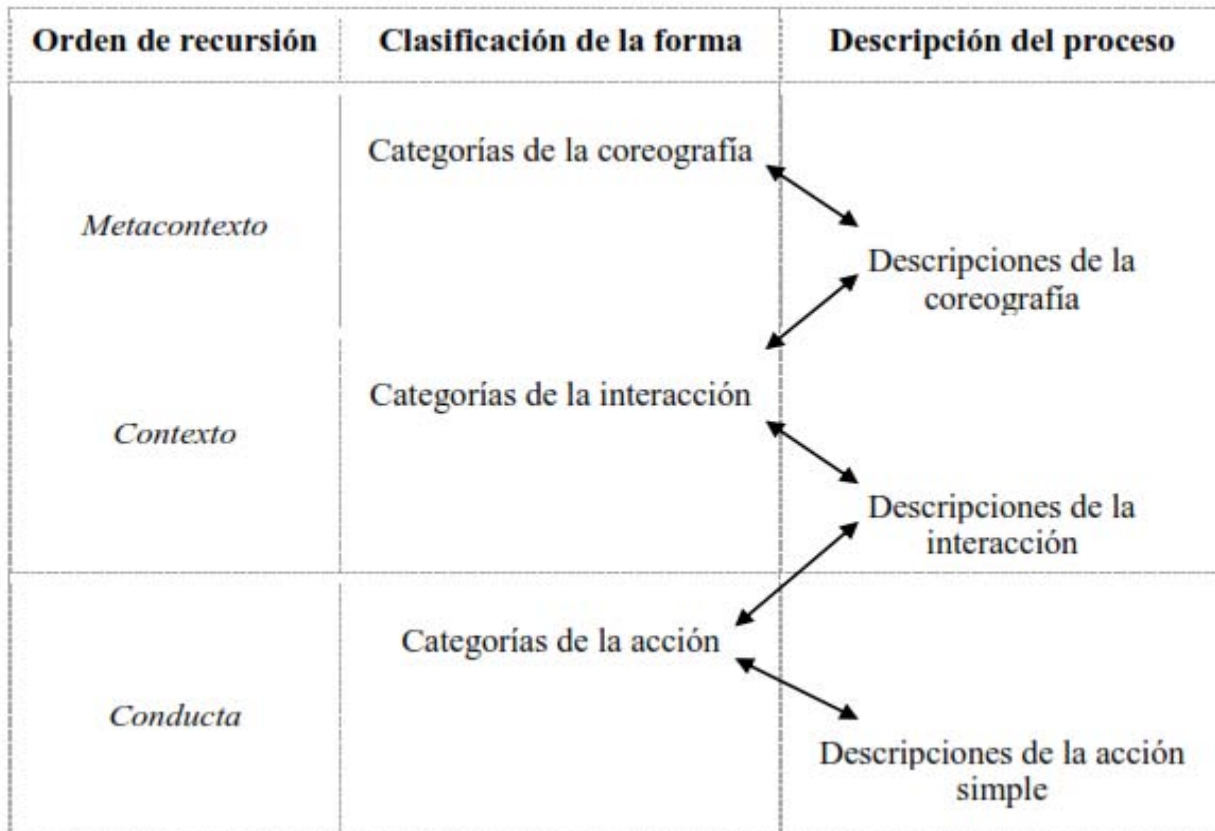 Orden de recursión
Clasificación de la forma
Descripción del proceso
Categorías de la coreografía
Metacontexto
Descripciones de la
coreografía
Categorías de la interacción
Contexto
Descripciones de la
interacción
Categorías de la acción
Conducta
Descripciones de la acción
simple